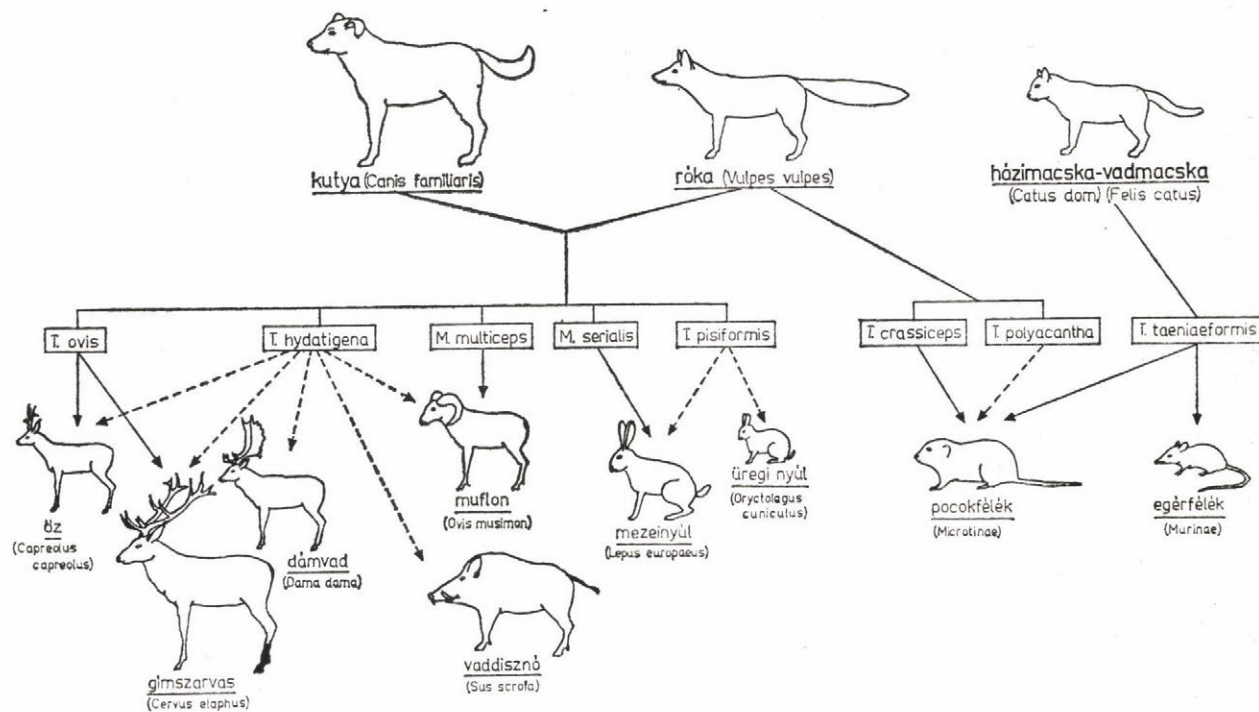 kutya (Canis familiaris)
róka (Vulpes vulpes)
házimacska-vadmacska
(Catus dom) (Felis catus)
T. ovis
T. hydatigena
M. multiceps
M. serialis
T. pisiformis
T. crassiceps
T. polyacantha
T. taeniaeformis
őz
(Capreolus
capreolus)
gímszarvas
(Cervus elaphus)
dámvad
(Dama dama)
muflon
(Ovis musimon)
vaddisznó
(Sus scrofa)
mezeinyúl
(Lepus europaeus)
üregi nyúl
(Oryctolagus
cuniculus)
pocokfélék
(Microtinae)
egérfélék
(Murinae)